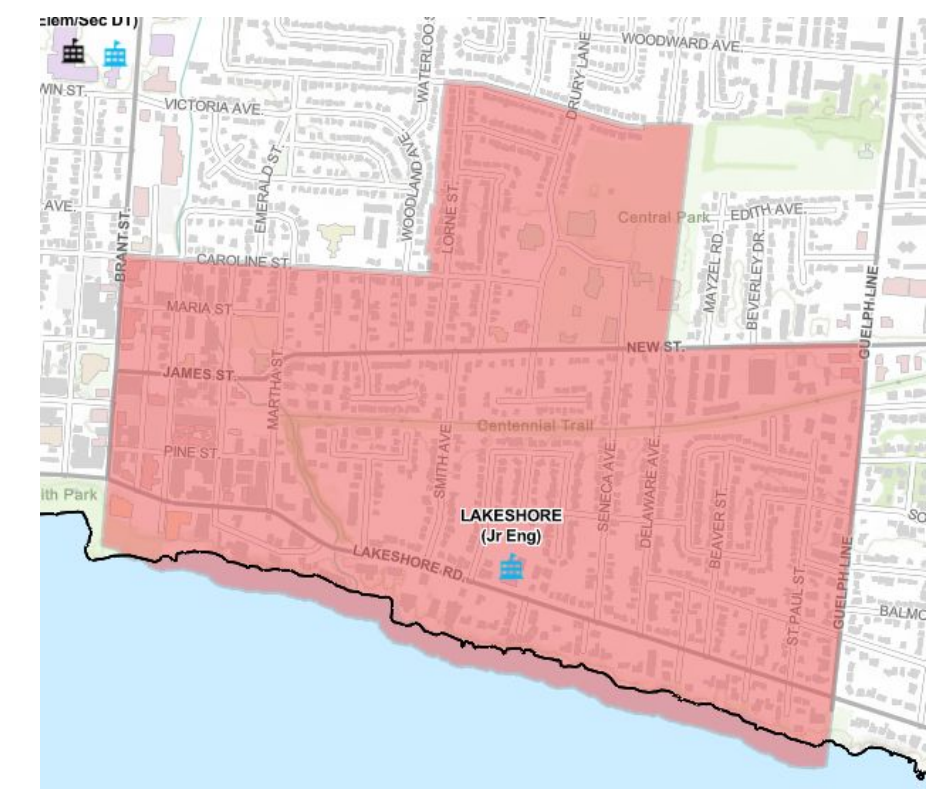 Elem/Sec DT)
WIN ST.
VICTORIA AVE.
WATERLOO S
DRURY LANE
WOODWARD AVE.
AVE
BRANT ST.
EMERALD ST.
WOODLAND AVE.
LORNE ST.
Central Park
EDITH AVE.
MAYZEL RD.
BEVERLEY DR.
GUELPH LINE
CAROLINE ST.
MARIA ST.
NEW ST.
JAMES ST.
MARTHA ST.
Centennial Trail
PINE ST.
SMITH AVE.
SENECA AVE.
DELAWARE AVE.
BEAVER ST.
ith Park
LAKESHORE
(Jr Eng)
SO
LAKESHORE RD.
ST.PAUL ST.
GUELPH LINE
BALMO